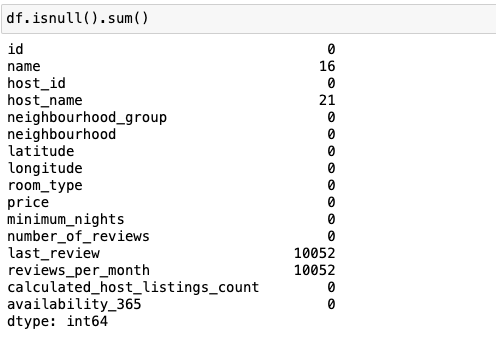 df.isnull().sum()
id 0
name 16
host_id 0
host_name 21
neighbourhood_group 0
neighbourhood 0
latitude 0
longitude 0
room_type 0
price 0
minimum_nights 0
number_of_reviews 0
last_review 10052
reviews_per_month 10052
calculated_host_listings_count 0
availability_365 0
dtype: int64